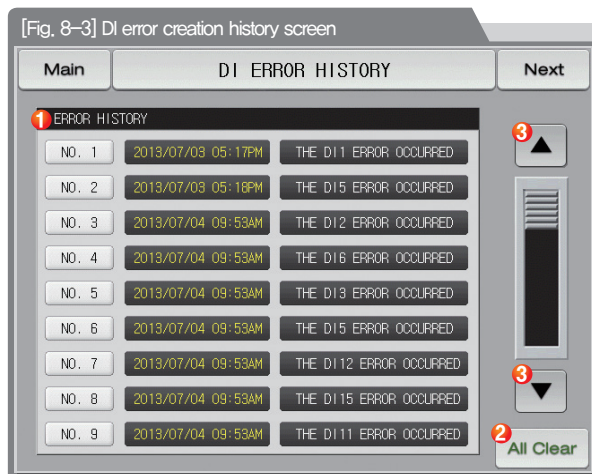 [Fig. 8-3] DI error creation history screen
Main DI ERROR HISTORY Next
1 ERROR HISTORY
3 ▲
NO. 1 2013/07/03 05:17PM THE DI1 ERROR OCCURRED
NO. 2 2013/07/03 05:18PM THE DI5 ERROR OCCURRED
NO. 3 2013/07/04 09:53AM THE DI2 ERROR OCCURRED
NO. 4 2013/07/04 09:53AM THE DI6 ERROR OCCURRED
NO. 5 2013/07/04 09:53AM THE DI3 ERROR OCCURRED
NO. 6 2013/07/04 09:53AM THE DI5 ERROR OCCURRED
NO. 7 2013/07/04 09:53AM THE DI12 ERROR OCCURRED
3 ▼
NO. 8 2013/07/04 09:53AM THE DI15 ERROR OCCURRED
NO. 9 2013/07/04 09:53AM THE DI11 ERROR OCCURRED
2 All Clear